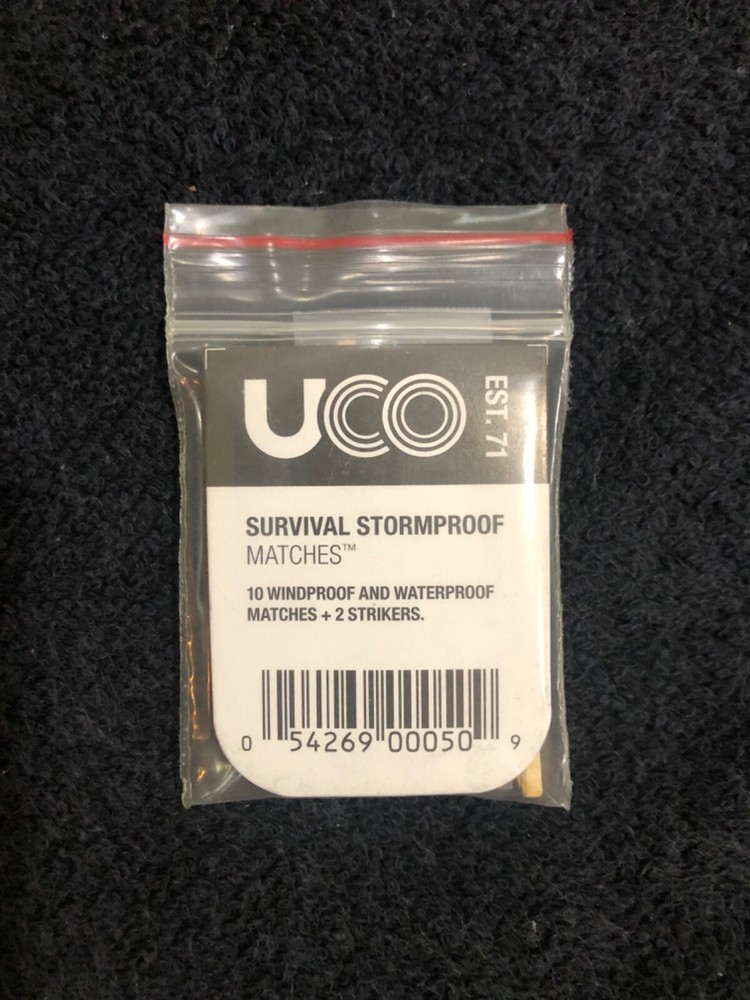 UCO EST. 71
SURVIVAL STORMPROOF
MATCHES™
10 WINDPROOF AND WATERPROOF
MATCHES + 2 STRIKERS.
0 54269 00050 9